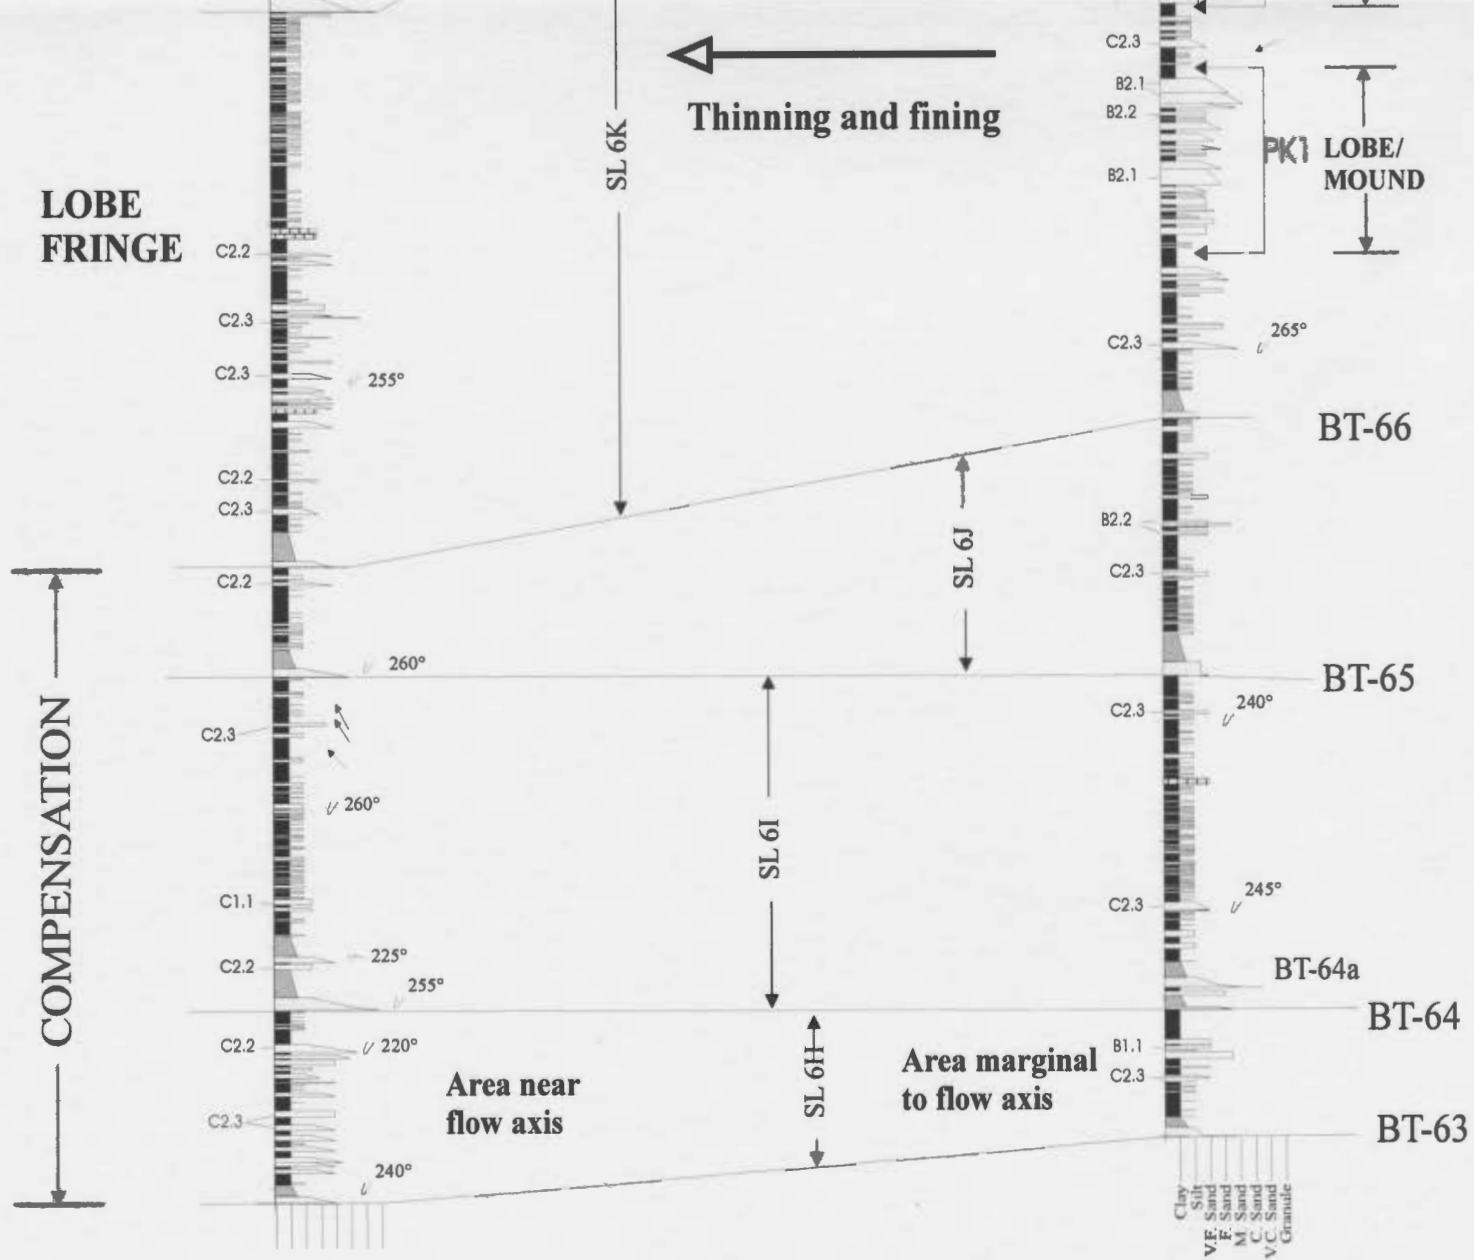 C2.3
B2.1
B2.2
B2.1
PK1
LOBE/
MOUND
Thinning and fining
SL 6K
LOBE
FRINGE
C2.2
C2.3
C2.3
255°
C2.2
C2.3
C2.2
260°
C2.3
260°
C1.1
C2.2
225°
255°
C2.2
220°
C2.3
240°
COMPENSATION
C2.3
265°
BT-66
SL 6J
B2.2
C2.3
BT-65
C2.3
240°
SL 6I
C2.3
245°
BT-64a
BT-64
SL 6H
Area near
flow axis
Area marginal
to flow axis
B1.1
C2.3
BT-63
Clay
Silt
V.F. Sand
F. Sand
M. Sand
C. Sand
V.C. Sand
Granule